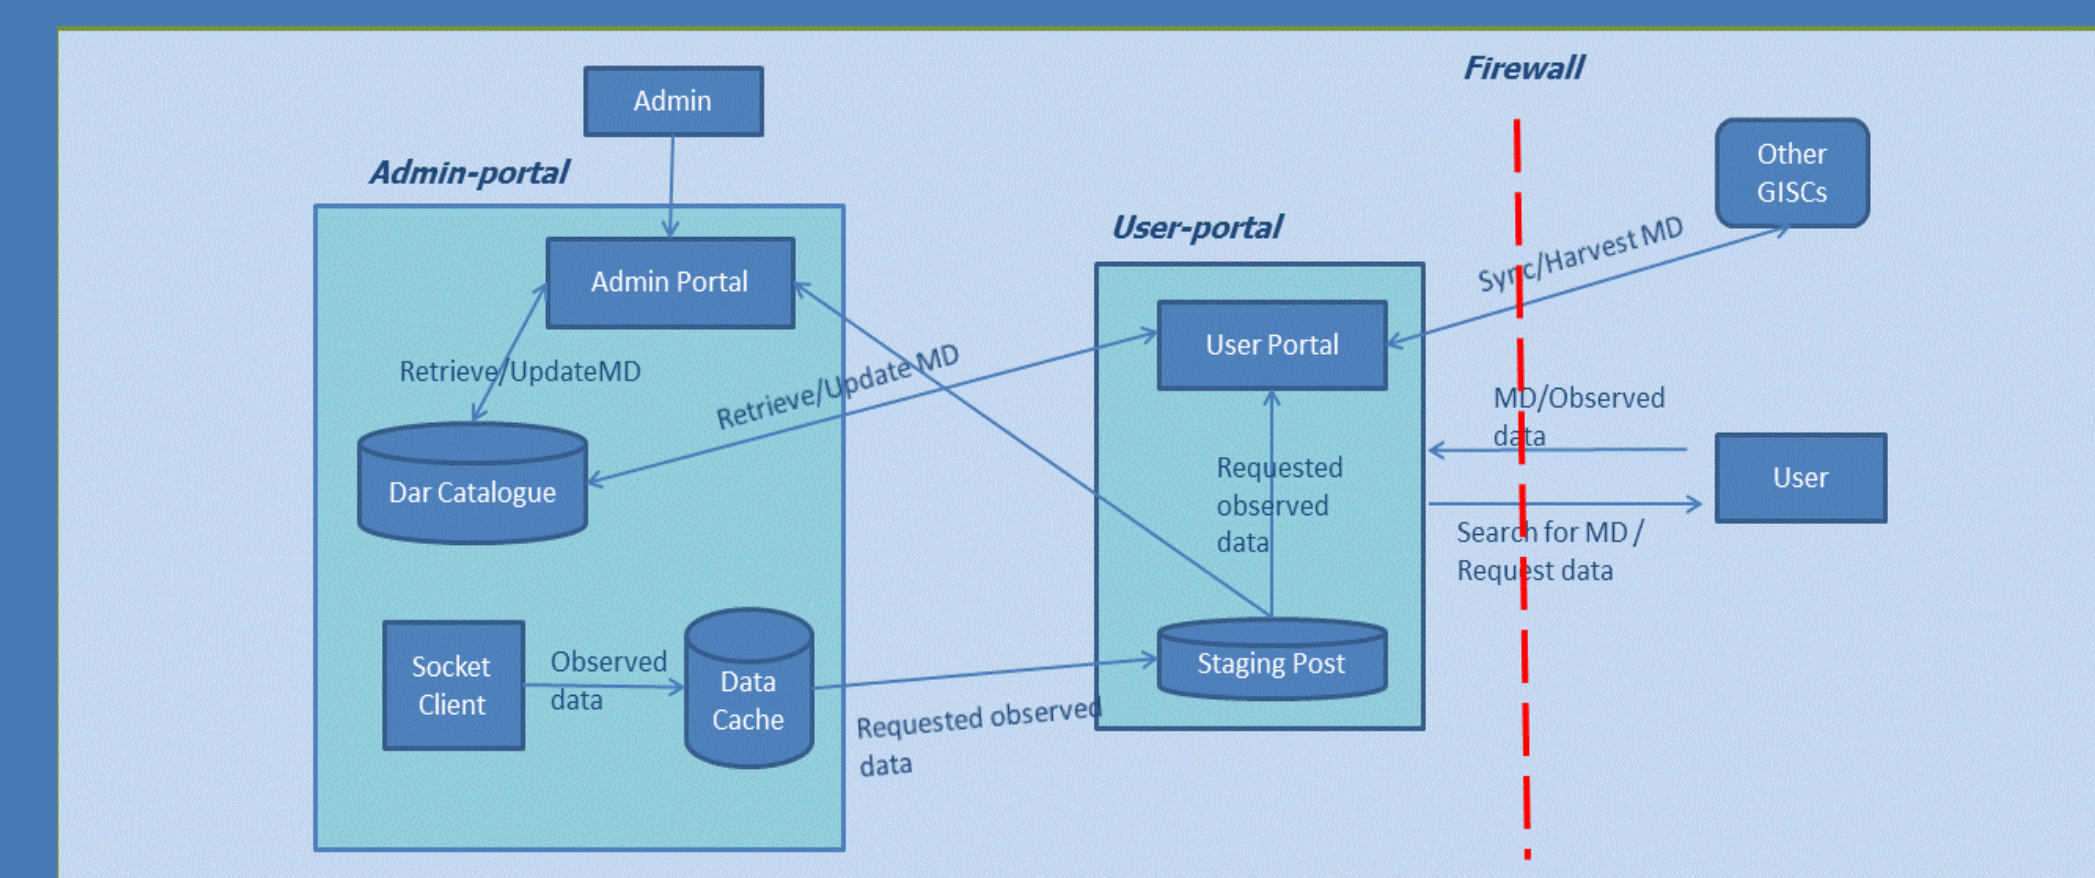 Firewall
Admin
Other
GISCs
Admin-portal
User-portal
Sync/Harvest MD
Admin Portal
User Portal
Retrieve/UpdateMD
Retrieve/Update MD
MD/Observed
data
Requested
observed
data
User
Dar Catalogue
Search for MD /
Request data
Socket
Client
Observed
data
Data
Cache
Staging Post
Requested observed
data